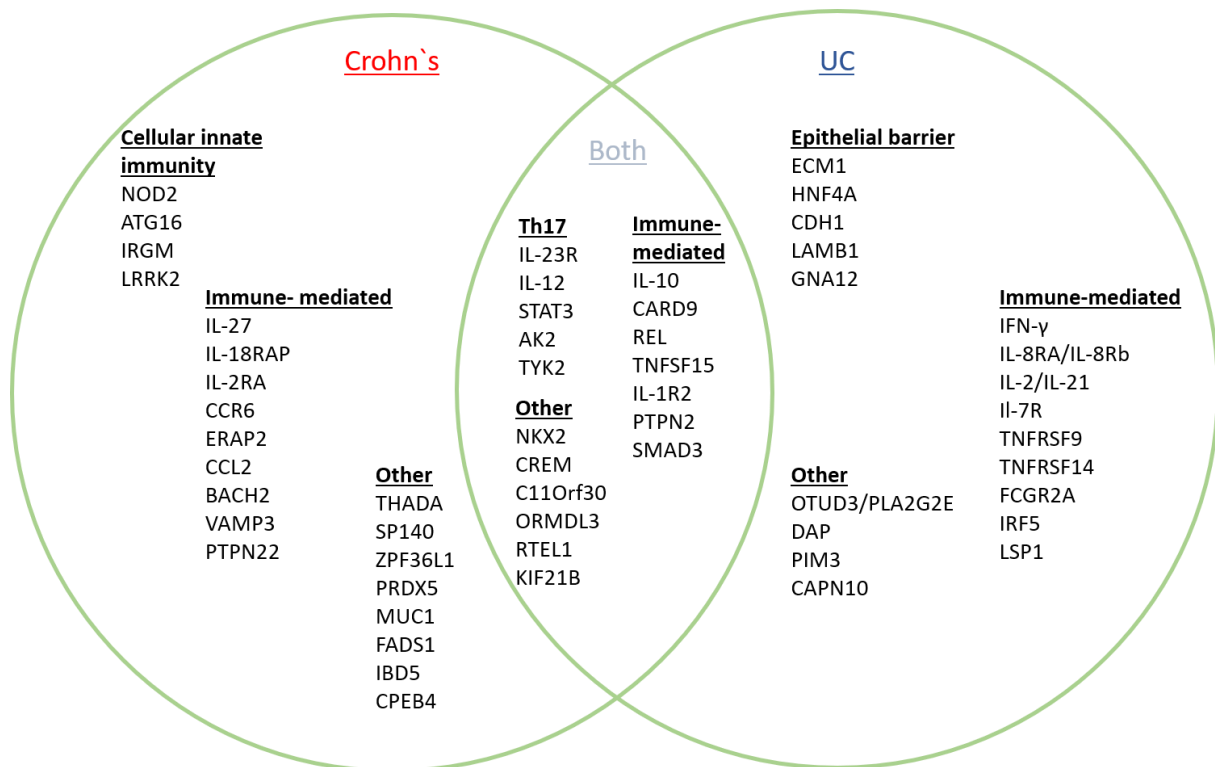 Crohn`s
Cellular innate
immunity
NOD2
ATG16
IRGM
LRRK2
Immune- mediated
IL-27
IL-18RAP
IL-2RA
CCR6
ERAP2
CCL2
BACH2
VAMP3
PTPN22
Other
THADA
SP140
ZPF36L1
PRDX5
MUC1
FADS1
IBD5
CPEB4
Both
Th17
IL-23R
IL-12
STAT3
AK2
TYK2
Other
NKX2
CREM
C11Orf30
ORMDL3
RTEL1
KIF21B
Immune-
mediated
IL-10
CARD9
REL
TNFSF15
IL-1R2
PTPN2
SMAD3
UC
Epithelial barrier
ECM1
HNF4A
CDH1
LAMB1
GNA12
Other
OTUD3/PLA2G2E
DAP
PIM3
CAPN10
Immune-mediated
IFN-γ
IL-8RA/IL-8Rb
IL-2/IL-21
Il-7R
TNFRSF9
TNFRSF14
FCGR2A
IRF5
LSP1